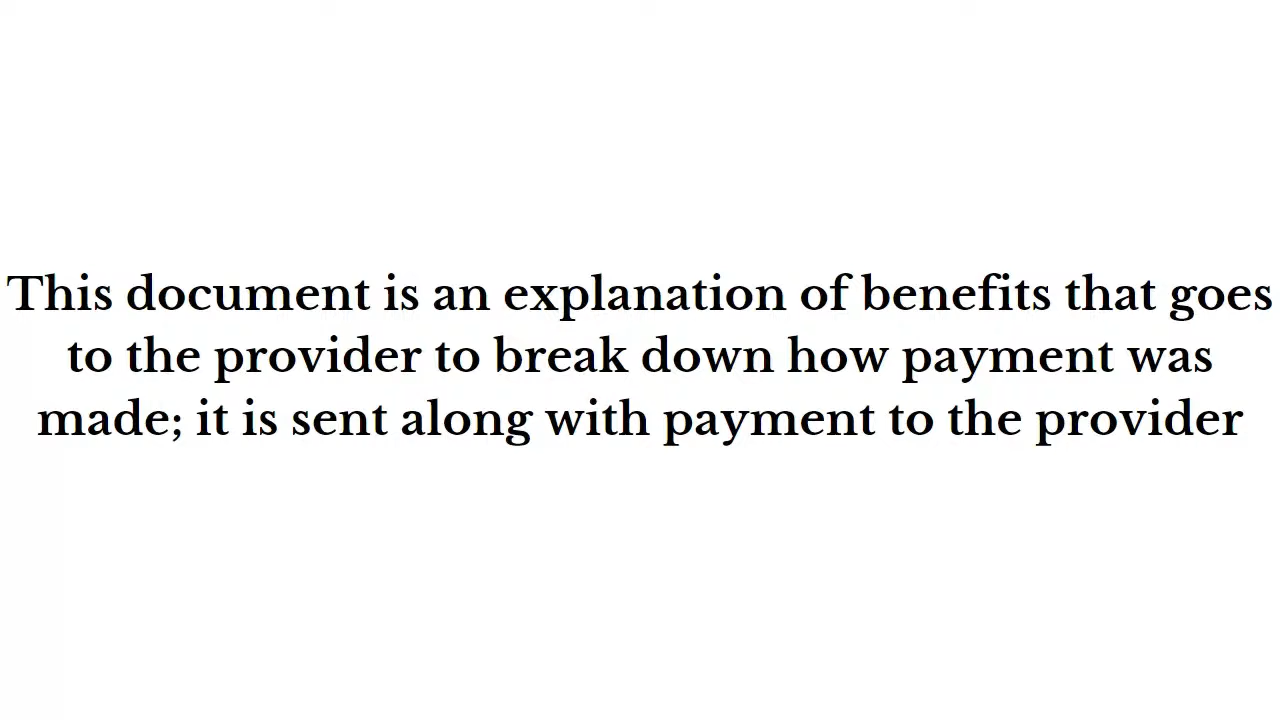 This document is an explanation of benefits that goes
to the provider to break down how payment was
made; it is sent along with payment to the provider